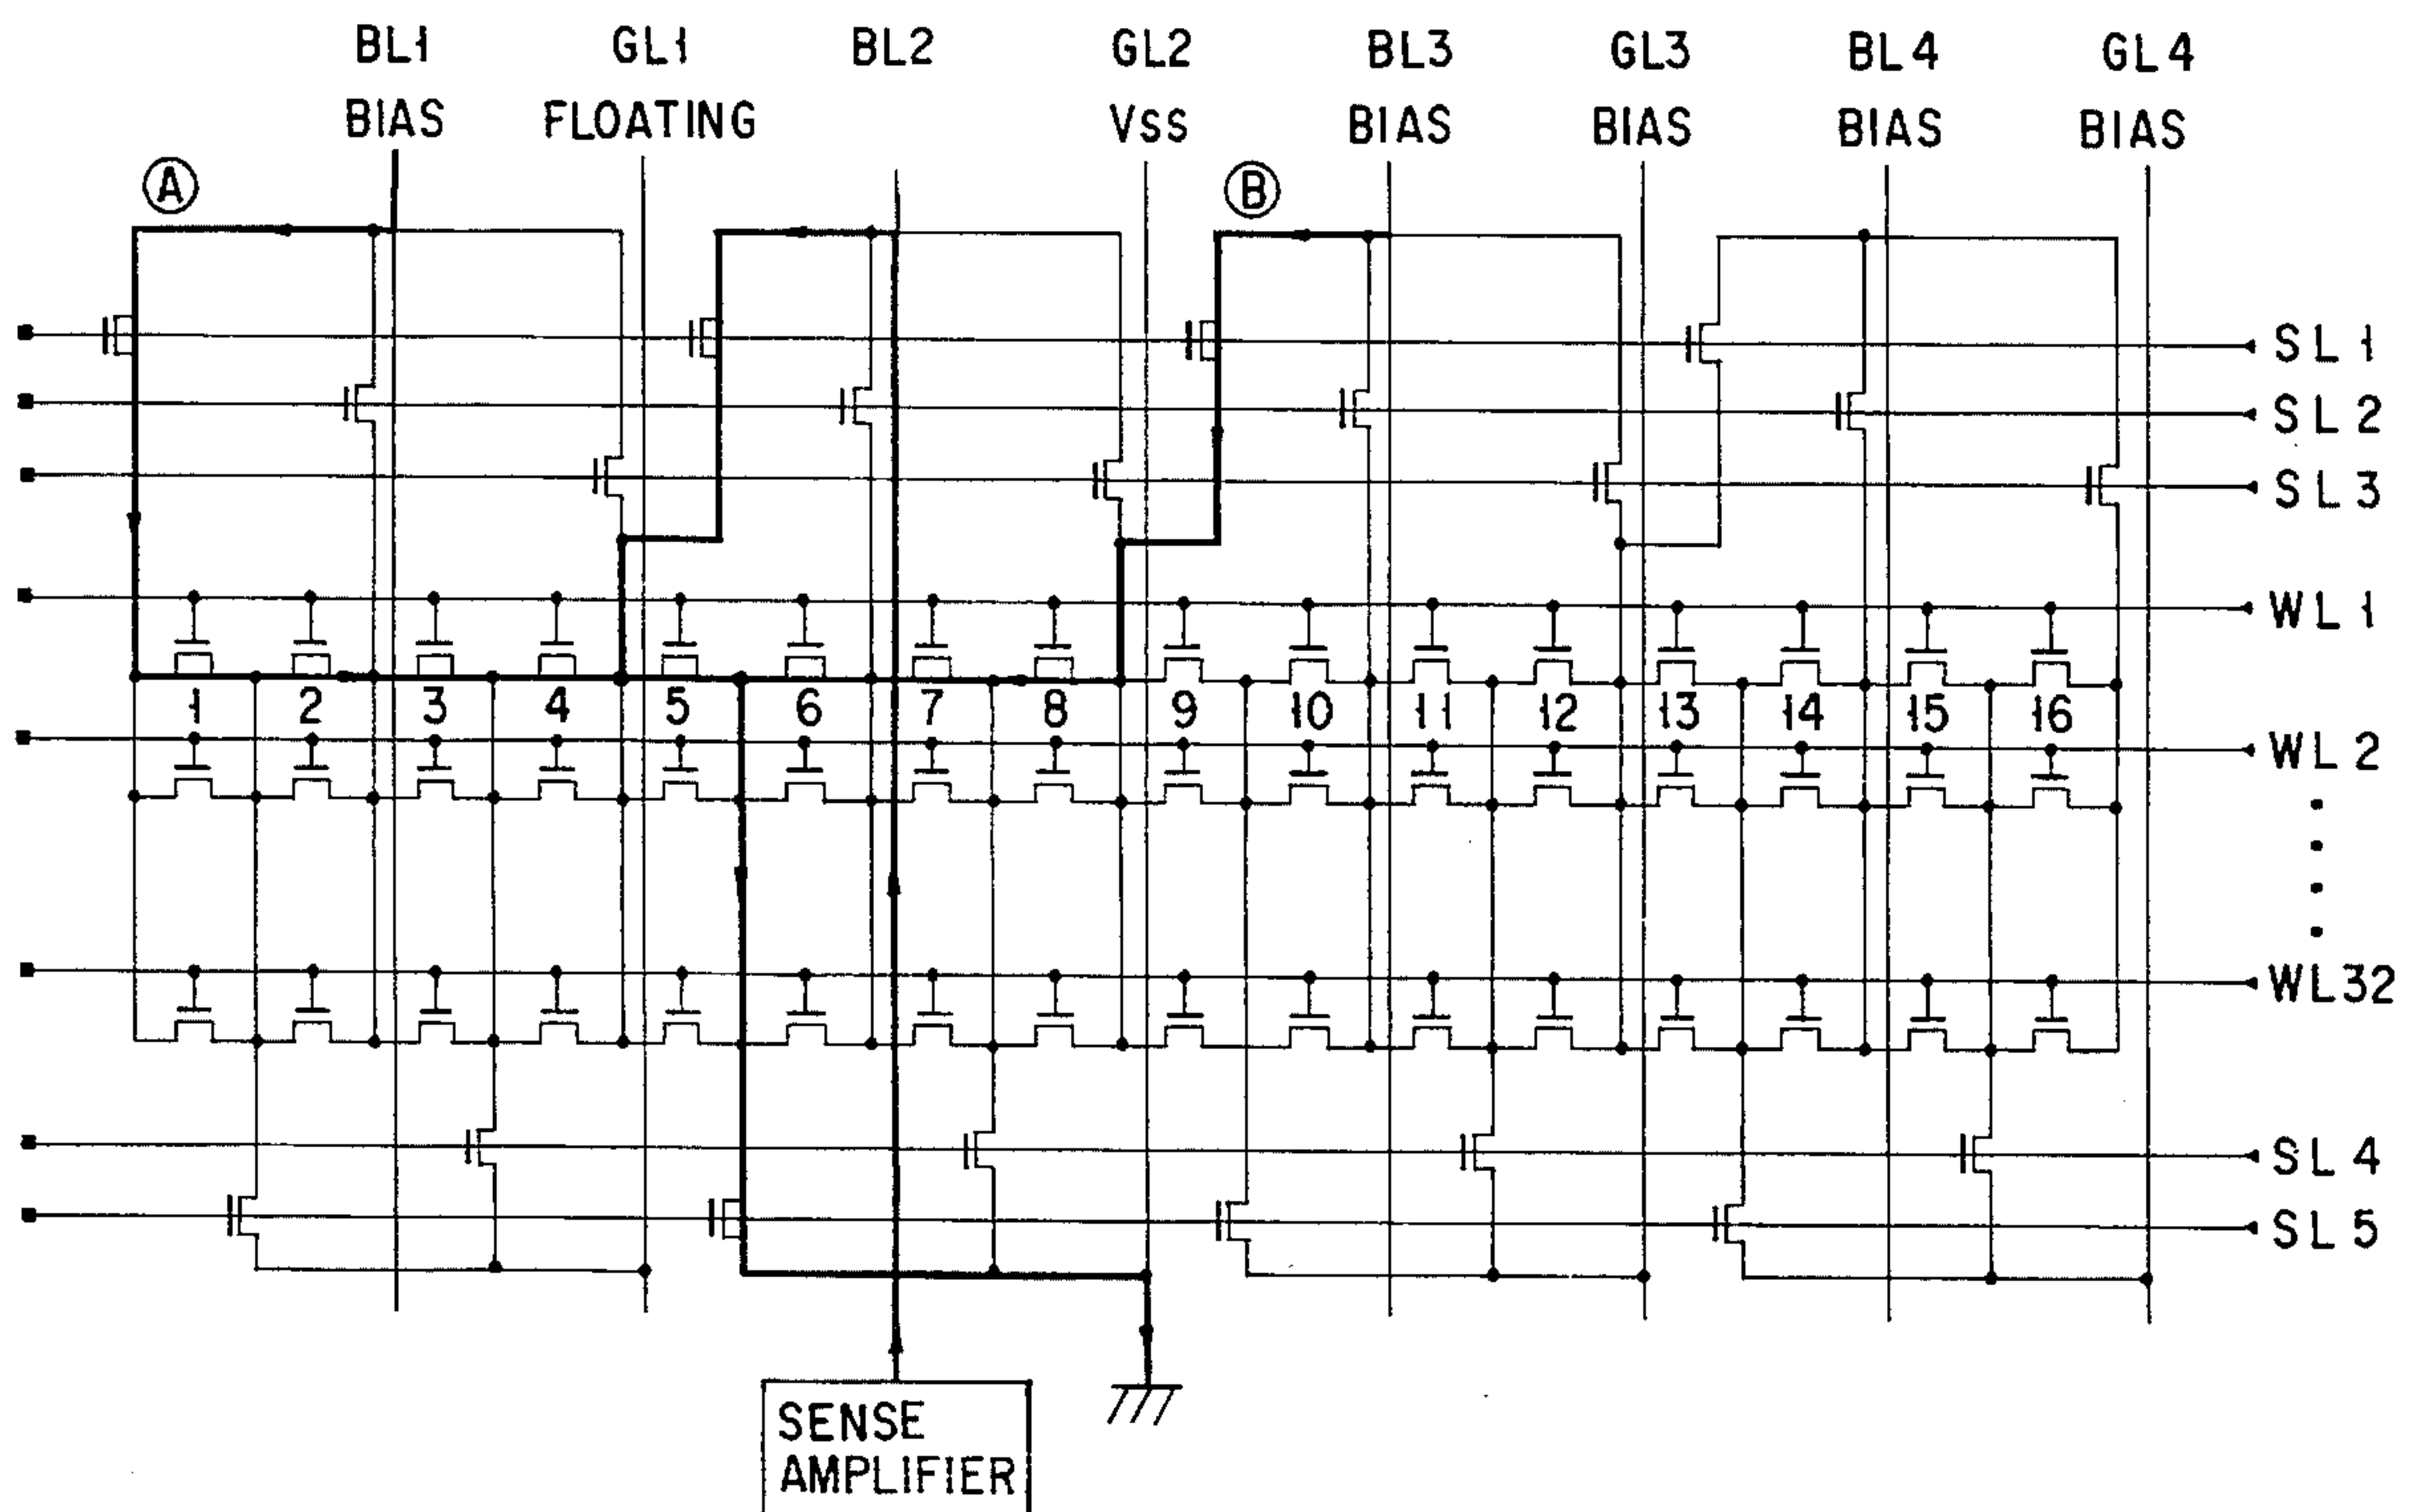 BL1 GL1 BL2 GL2 BL3 GL3 BL4 GL4
BIAS FLOATING Vss BIAS BIAS BIAS BIAS
A B
SL1
SL2
SL3
WL1
1 2 3 4 5 6 7 8 9 10 11 12 13 14 15 16
WL2
WL32
SL4
SL5
SENSE
AMPLIFIER